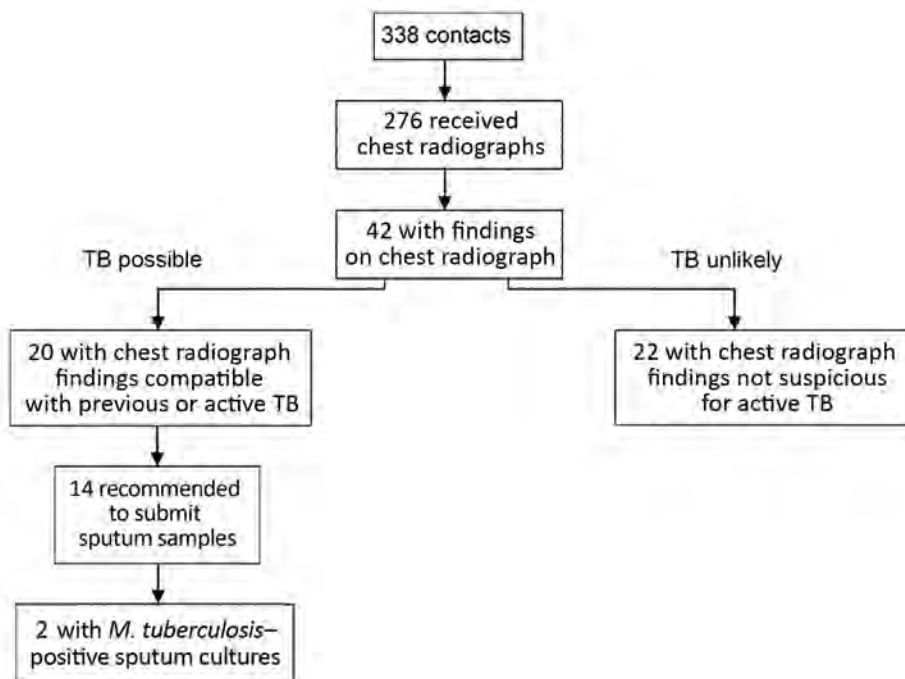 338 contacts
276 received
chest radiographs
42 with findings
on chest radiograph
TB possible
TB unlikely
20 with chest radiograph
findings compatible
with previous or active TB
22 with chest radiograph
findings not suspicious
for active TB
14 recommended
to submit
sputum samples
2 with M. tuberculosis–
positive sputum cultures